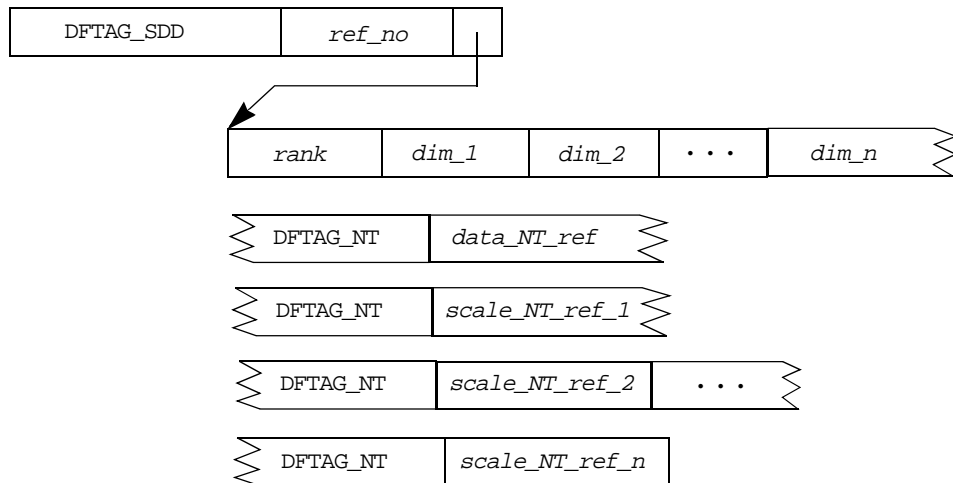 DFTAG_SDD ref_no
rank dim_1 dim_2 ... dim_n
DFTAG_NT data_NT_ref
DFTAG_NT scale_NT_ref_1
DFTAG_NT scale_NT_ref_2 ...
DFTAG_NT scale_NT_ref_n